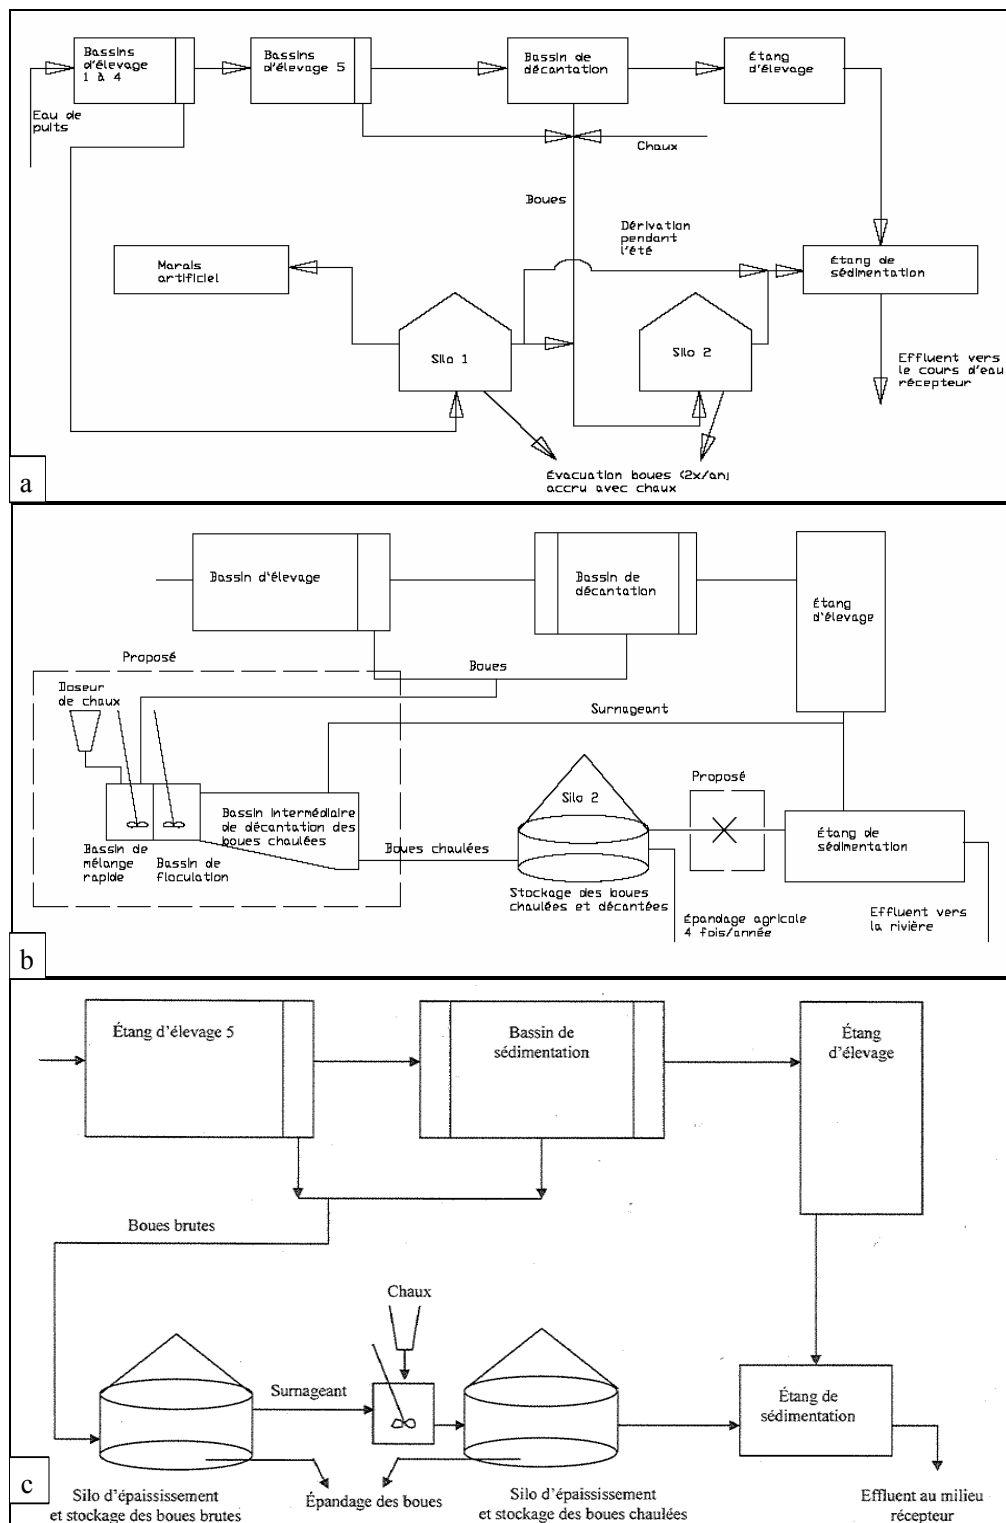 Bassins
d'élevage
1 à 4
Bassins
d'élevage 5
Bassin de
décantation
Étang
d'élevage
Eau de
puits
Chaux
Boues
Dérivation
pendant
l'été
Marais
artificiel
Étang de
sédimentation
Silo 1
Silo 2
Effluent vers
le cours d'eau
récepteur
Évacuation boues (2x/an)
accru avec chaux
a
Bassin d'élevage
Bassin de
décantation
Étang
d'élevage
Proposé
Boues
Doseur
de chaux
Surnageant
Proposé
Silo 2
Bassin intermédiaire
de décantation des
boues chaulées
Étang de
sédimentation
Bassin de
mélange
rapide
Bassin de
floculation
Boues chaulées
Stockage des boues
chaulées et décantées
Épandage agricole
4 fois/année
Effluent vers
la rivière
b
Étang d'élevage 5
Bassin de
sédimentation
Étang
d'élevage
Boues brutes
Chaux
Surnageant
Étang de
sédimentation
Silo d'épaississement
et stockage des boues brutes
Épandage des boues
Silo d'épaississement
et stockage des boues chaulées
Effluent au milieu
récepteur
c